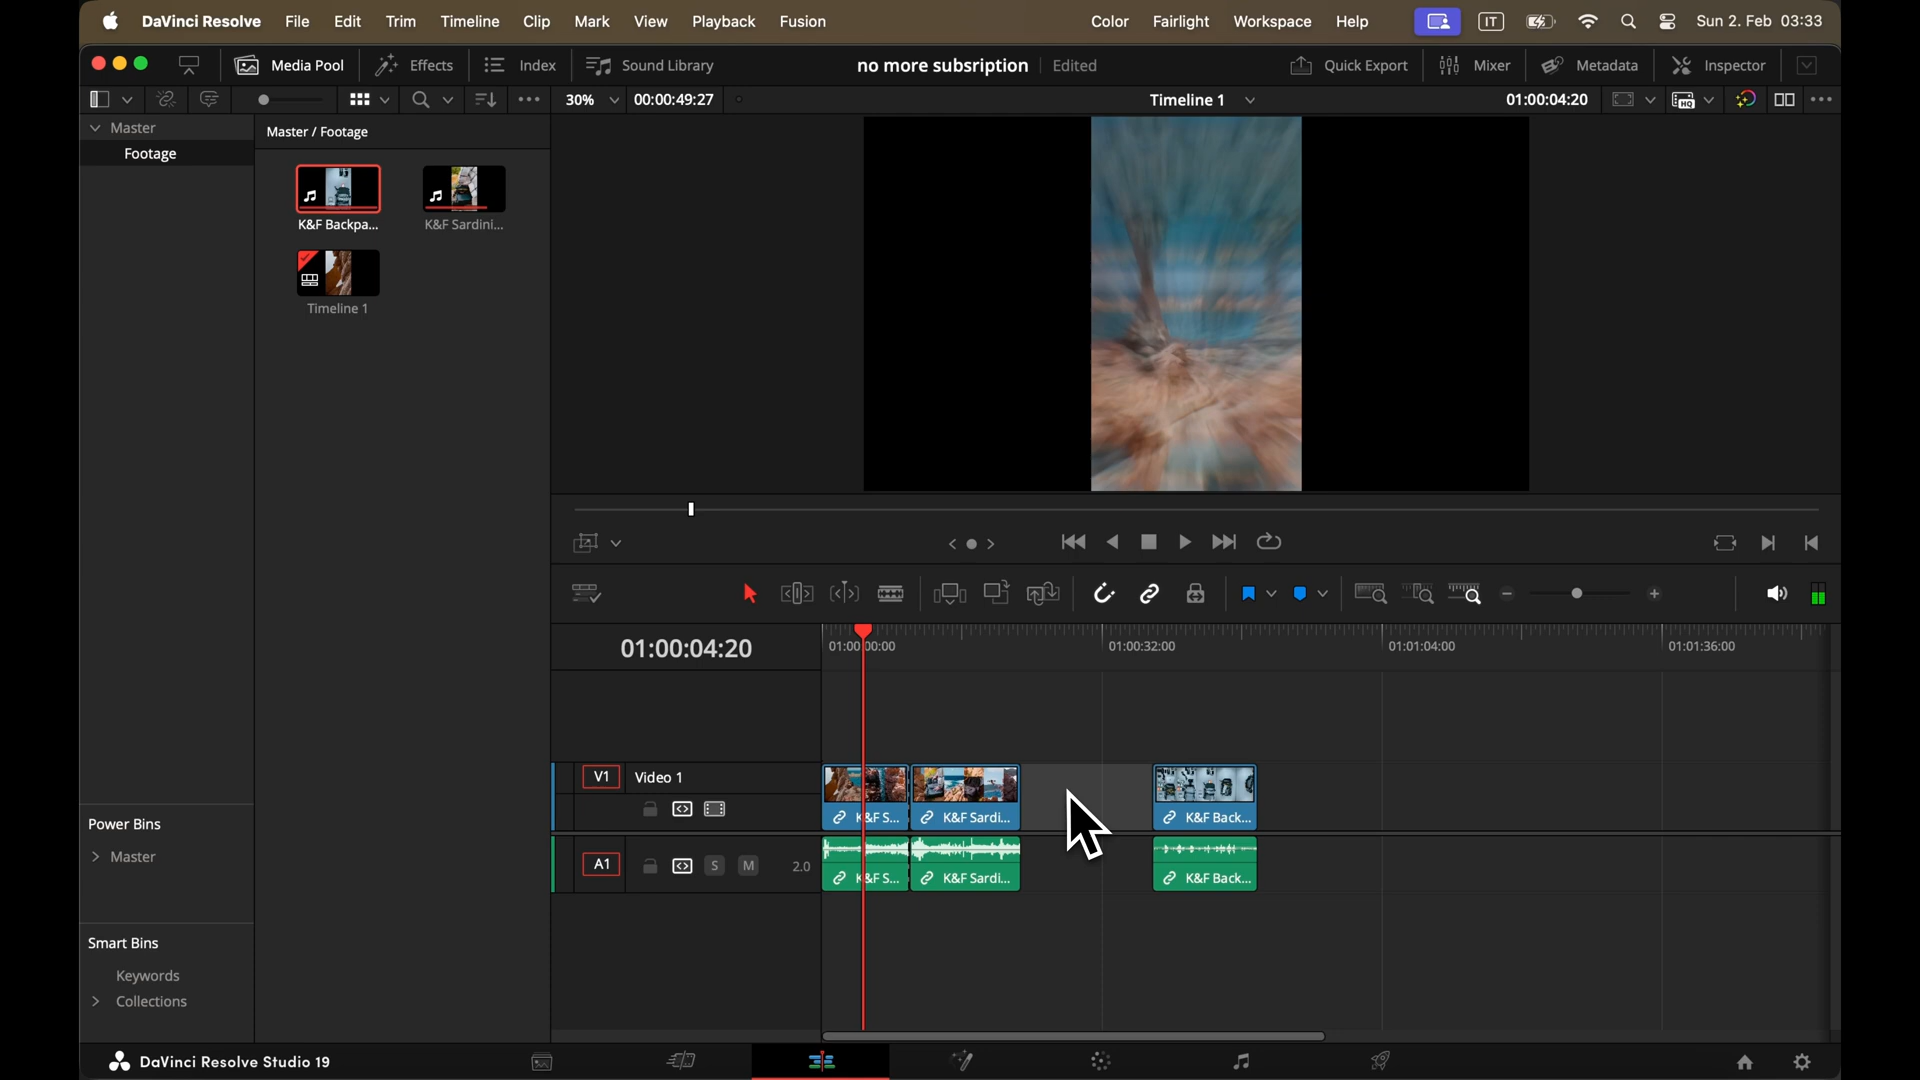 DaVinci Resolve File Edit Trim Timeline Clip Mark View Playback Fusion Color Fairlight Workspace Help IT Sun 2. Feb 03:33
Media Pool Effects Index Sound Library no more subsription Edited Quick Export Mixer Metadata Inspector
30% 00:00:49:27 Timeline 1 01:00:04:20 HQ
Master
Footage
Master / Footage
K&F Backpa...
K&F Sardini...
Timeline 1
01:00:04:20
01:00:00:00
01:00:32:00
01:01:04:00
01:01:36:00
V1 Video 1
K&F S...
K&F Sardi...
K&F Back...
A1 S M 2.0
K&F S...
K&F Sardi...
K&F Back...
Power Bins
Master
Smart Bins
Keywords
Collections
DaVinci Resolve Studio 19